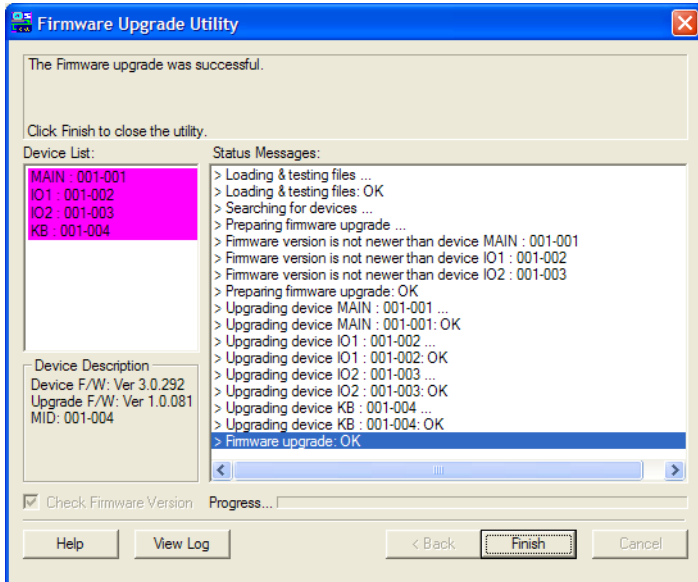 Firmware Upgrade Utility
The Firmware upgrade was successful.
Click Finish to close the utility.
Device List:
MAIN : 001-001
IO1 : 001-002
IO2 : 001-003
KB : 001-004
Device Description
Device F/W: Ver 3.0.292
Upgrade F/W: Ver 1.0.081
MID: 001-004
Status Messages:
> Loading & testing files ...
> Loading & testing files: OK
> Searching for devices ...
> Preparing firmware upgrade ...
> Firmware version is not newer than device MAIN : 001-001
> Firmware version is not newer than device IO1 : 001-002
> Firmware version is not newer than device IO2 : 001-003
> Preparing firmware upgrade: OK
> Upgrading device MAIN : 001-001 ...
> Upgrading device MAIN : 001-001: OK
> Upgrading device IO1 : 001-002 ...
> Upgrading device IO1 : 001-002: OK
> Upgrading device IO2 : 001-003 ...
> Upgrading device IO2 : 001-003: OK
> Upgrading device KB : 001-004 ...
> Upgrading device KB : 001-004: OK
> Firmware upgrade: OK
Check Firmware Version
Progress...
Help
View Log
< Back
Finish
Cancel